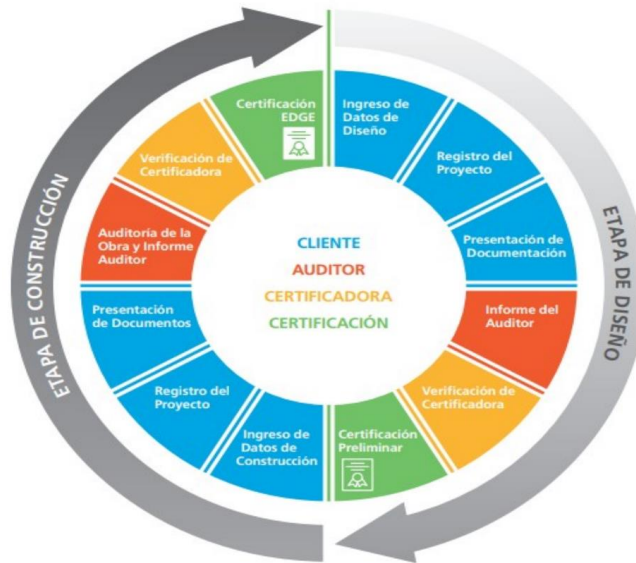 Ingreso de
Datos de
Diseño
Registro del
Proyecto
Presentación de
Documentación
Informe del
Auditor
Verificación de
Certificadora
Certificación
Preliminar
ETAPA DE DISEÑO
Ingreso de
Datos de
Construcción
Registro del
Proyecto
Presentación
de Documentos
Auditoría de la
Obra y Informe
Auditor
Verificación de
Certificadora
Certificación
EDGE
ETAPA DE CONSTRUCCIÓN
CLIENTE
AUDITOR
CERTIFICADORA
CERTIFICACIÓN